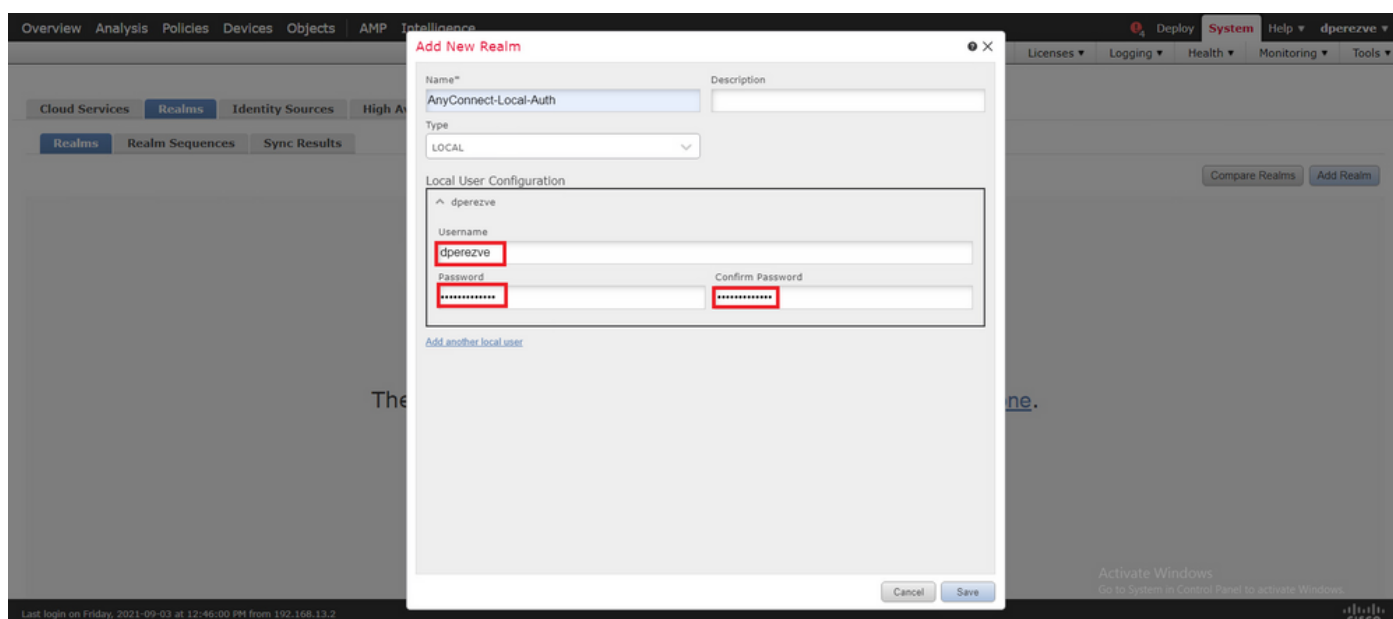 Overview Analysis Policies Devices Objects AMP Intelligence 4 Deploy System Help ▾ dperezve ▾
Add New Realm
Licenses ▾ Logging ▾ Health ▾ Monitoring ▾ Tools ▾
Name* Description
Cloud Services Realms Identity Sources High A
AnyConnect-Local-Auth
Type
Realms Realm Sequences Sync Results
LOCAL
Compare Realms Add Realm
Local User Configuration
dperezve
Username
dperezve
Password Confirm Password
••••••••••••• •••••••••••••
Add another local user
The ne.
Cancel Save
Activate Windows
Go to System in Control Panel to activate Windows.
Last login on Friday, 2021-09-03 at 12:46:00 PM from 192.168.13.2
CISCO